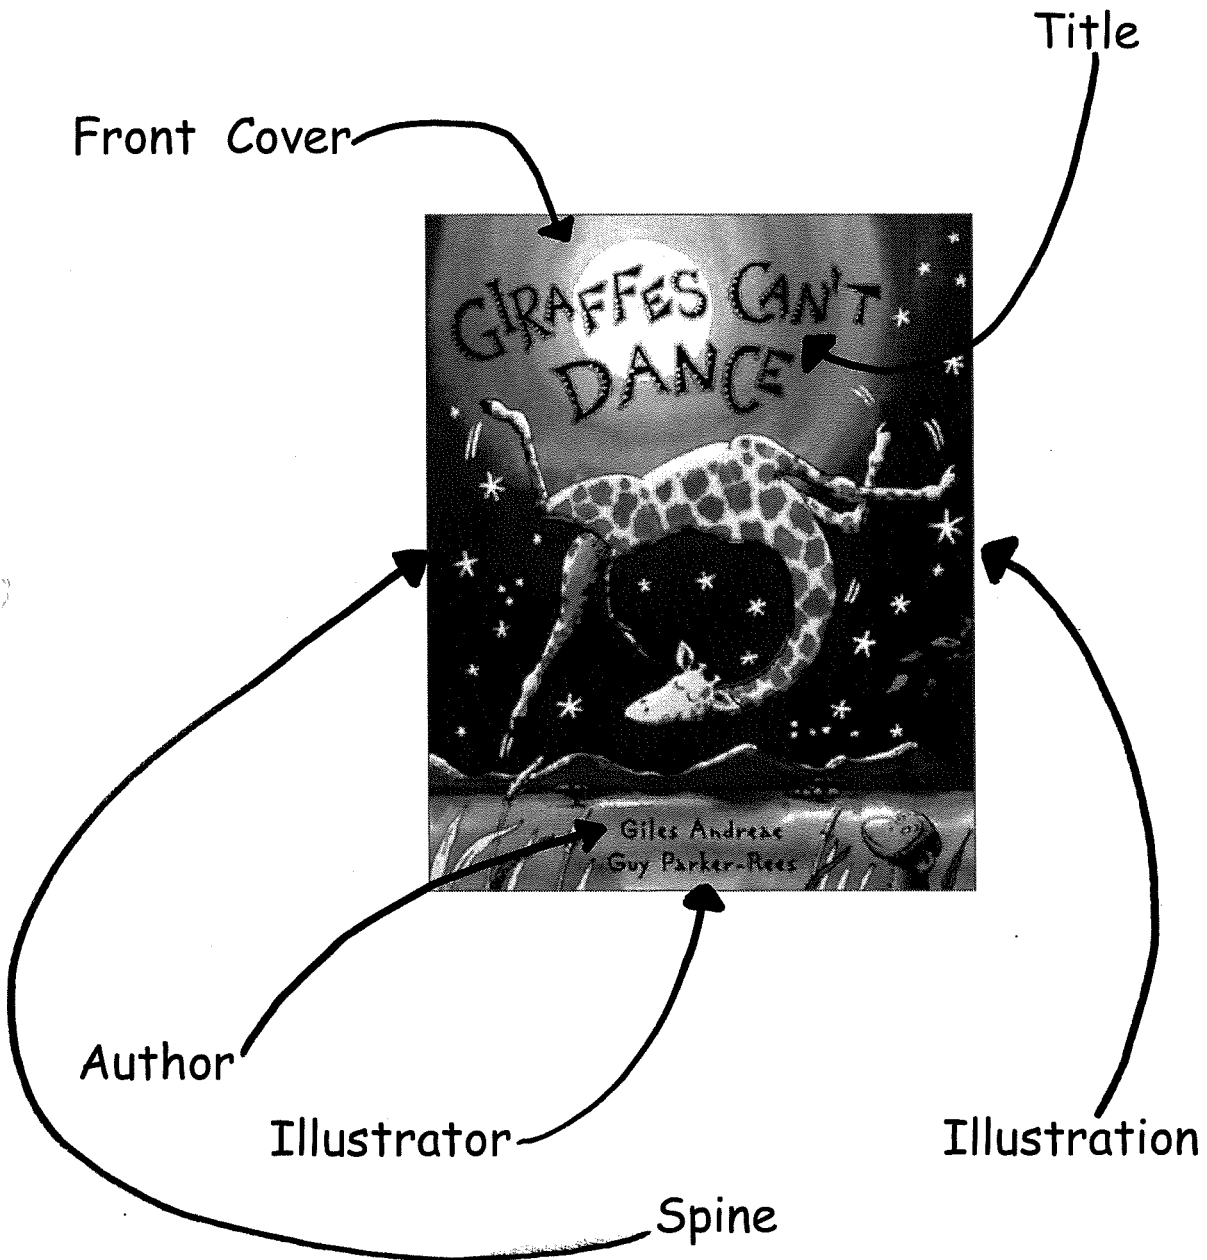 Title
Front Cover
GIRAFFES CAN'T
DANCE
Giles Andreae
Guy Parker-Rees
Author
Illustrator
Illustration
Spine